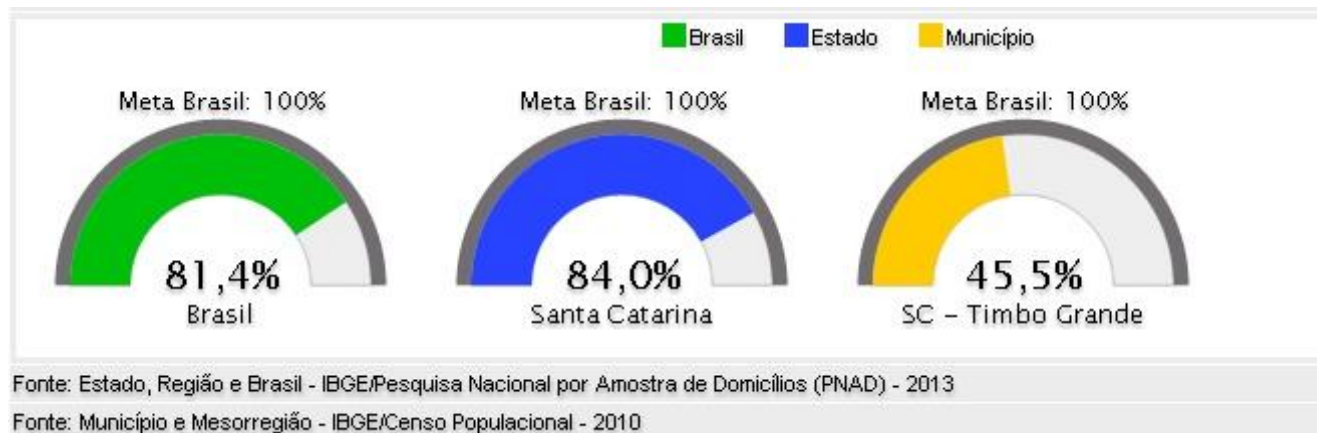 Brasil Estado Município
Meta Brasil: 100% Meta Brasil: 100% Meta Brasil: 100%
81,4% 84,0% 45,5%
Brasil Santa Catarina SC – Timbo Grande
Fonte: Estado, Região e Brasil - IBGE/Pesquisa Nacional por Amostra de Domicílios (PNAD) - 2013
Fonte: Município e Mesorregião - IBGE/Censo Populacional - 2010